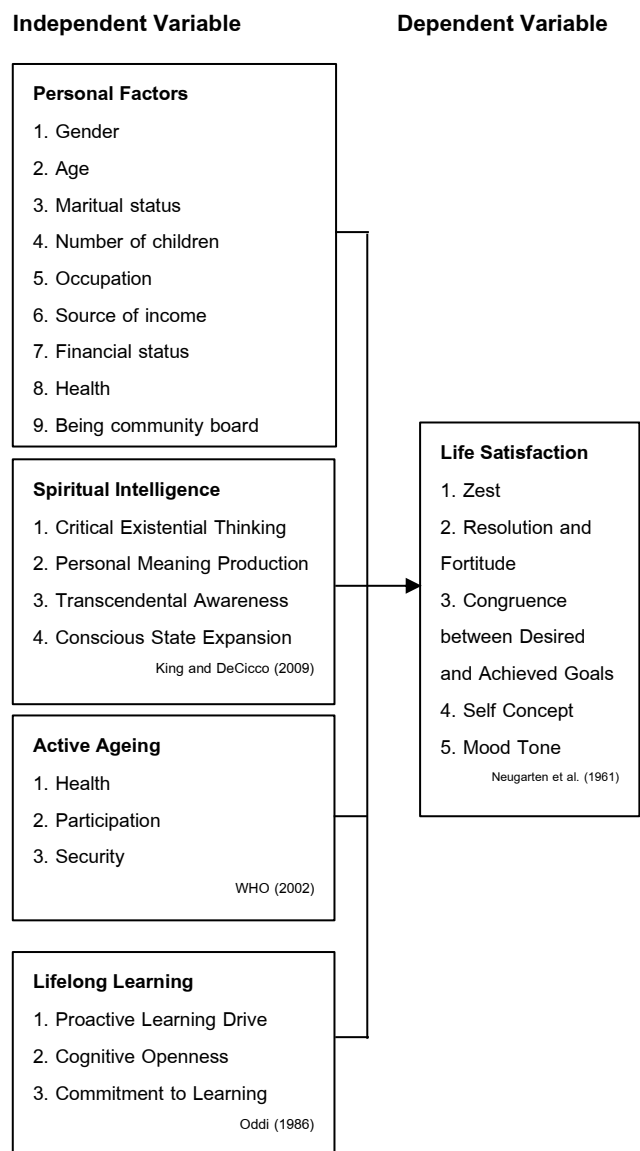 Independent Variable
Dependent Variable
Personal Factors
1. Gender
2. Age
3. Maritual status
4. Number of children
5. Occupation
6. Source of income
7. Financial status
8. Health
9. Being community board
Spiritual Intelligence
1. Critical Existential Thinking
2. Personal Meaning Production
3. Transcendental Awareness
4. Conscious State Expansion
King and DeCicco (2009)
Active Ageing
1. Health
2. Participation
3. Security
WHO (2002)
Lifelong Learning
1. Proactive Learning Drive
2. Cognitive Openness
3. Commitment to Learning
Oddi (1986)
Life Satisfaction
1. Zest
2. Resolution and
Fortitude
3. Congruence
between Desired
and Achieved Goals
4. Self Concept
5. Mood Tone
Neugarten et al. (1961)